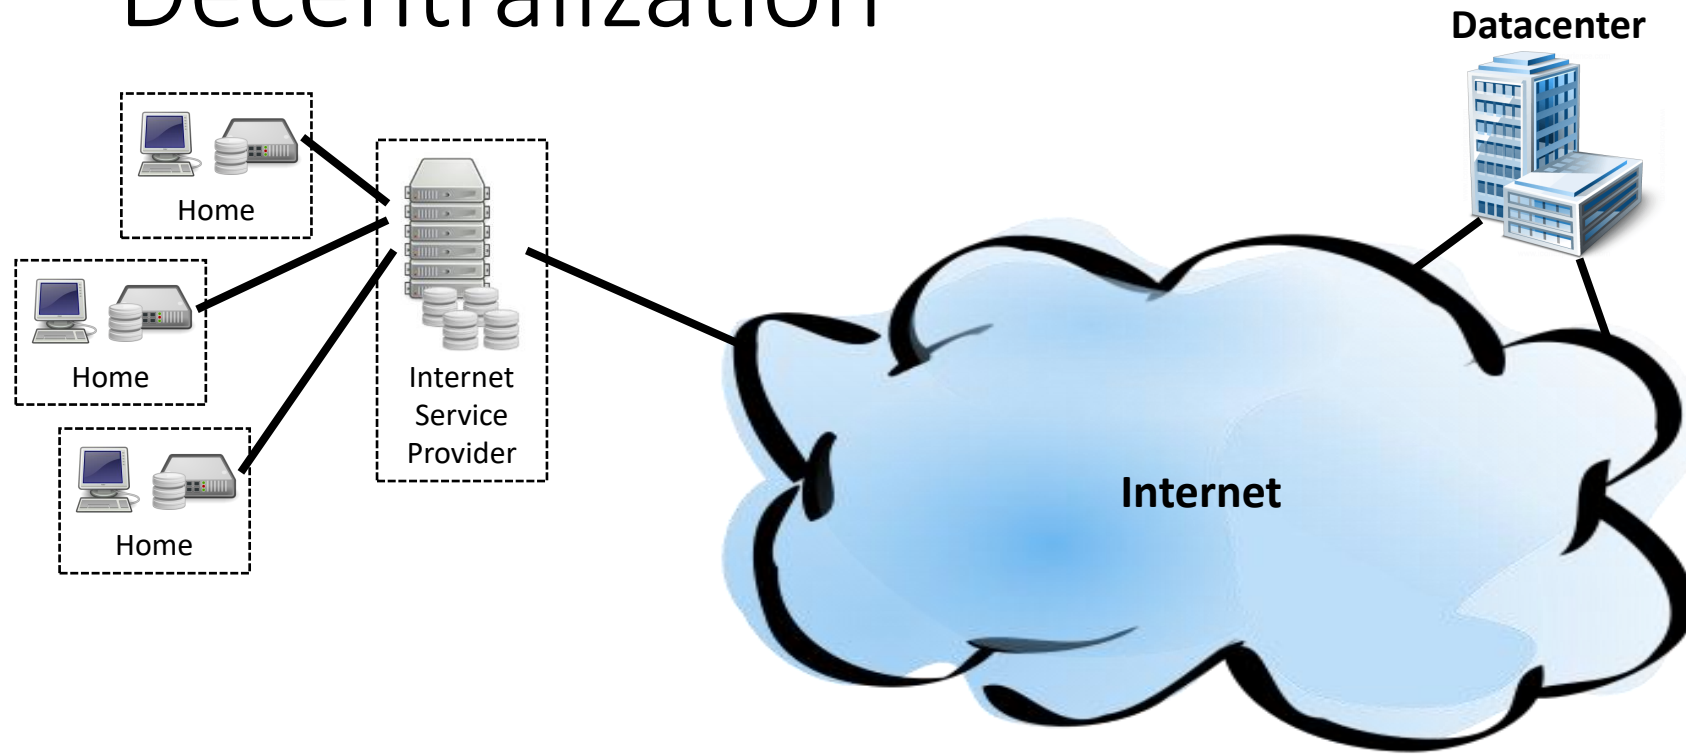 Decentralization
Datacenter
Home
Home
Internet
Service
Provider
Home
Internet